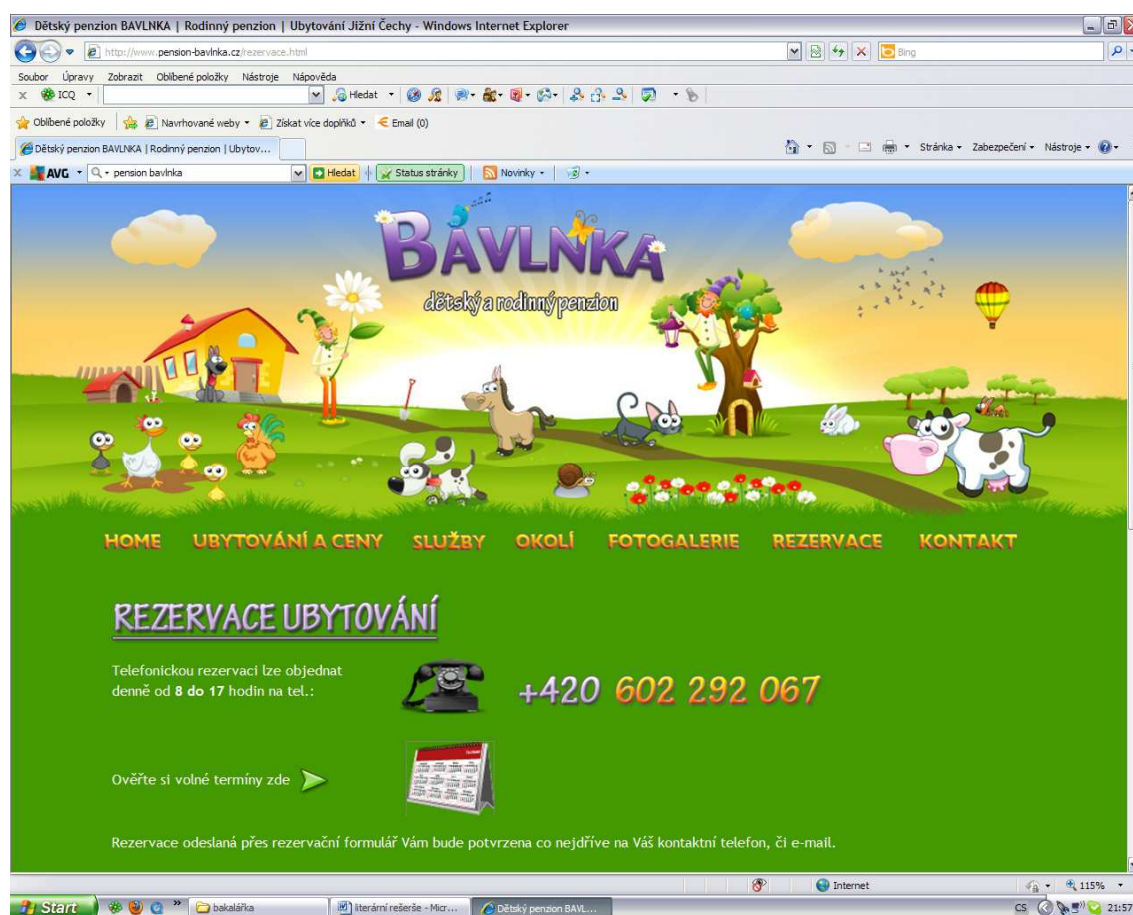 Dětský penzion BAVLNKA | Rodinný penzion | Ubytování Jižní Čechy - Windows Internet Explorer
http://www.pension-bavlnka.cz/rezervace.html
Bing
Soubor Úpravy Zobrazit Oblíbené položky Nástroje Nápověda
x ICQ Hledat
Oblíbené položky Navrhované weby Získat více doplňků Email (0)
Dětský penzion BAVLNKA | Rodinný penzion | Ubytov... Stránka Zabezpečení Nástroje
x AVG pension bavlnka Hledat Status stránky Novinky
BAVLNKA
dětský a rodinný penzion
HOME UBYTOVÁNÍ A CENY SLUŽBY OKOLÍ FOTOGALERIE REZERVACE KONTAKT
REZERVACE UBYTOVÁNÍ
Telefonickou rezervaci lze objednat
denně od 8 do 17 hodin na tel.:
+420 602 292 067
Ověřte si volné termíny zde
Rezervace odeslaná přes rezervační formulář Vám bude potvrzena co nejdříve na Váš kontaktní telefon, či e-mail.
Internet 115%
Start bakalářka literární rešerše - Micr... Dětský penzion BAVL... CS 21:57